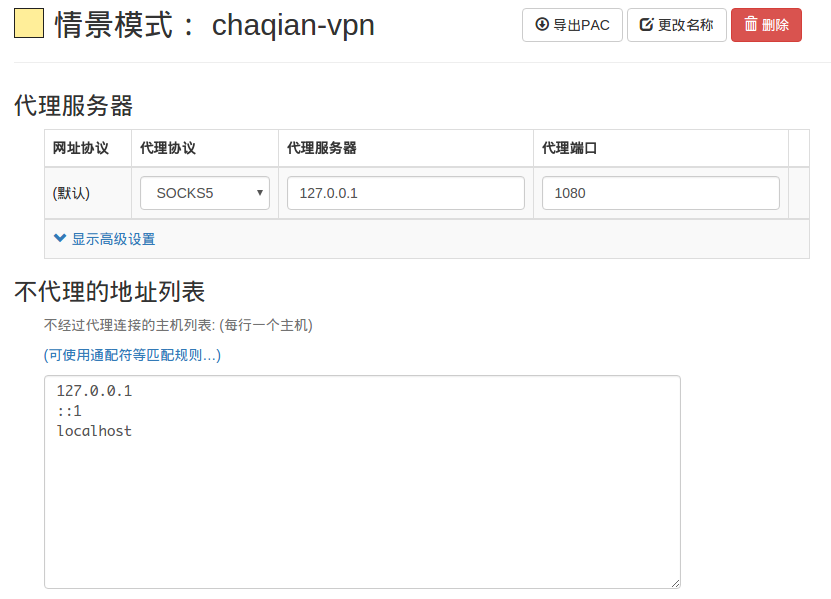 情景模式： chaqian-vpn
导出PAC 更改名称 删除
代理服务器
网址协议 代理协议 代理服务器 代理端口
(默认) SOCKS5 127.0.0.1 1080
显示高级设置
不代理的地址列表
不经过代理连接的主机列表: (每行一个主机)
(可使用通配符等匹配规则…)
127.0.0.1
::1
localhost